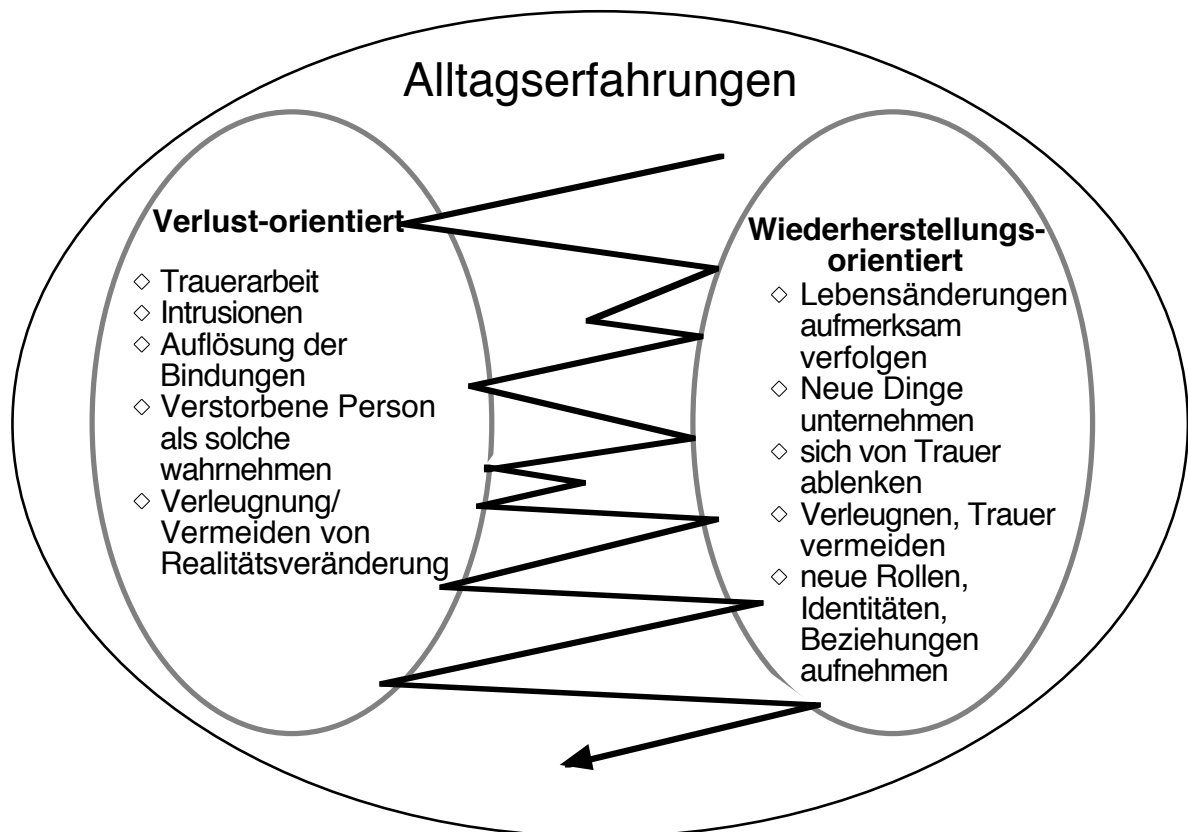 Alltagserfahrungen
Verlust-orientiert
◇ Trauerarbeit
◇ Intrusionen
◇ Auflösung der
Bindungen
◇ Verstorbene Person
als solche
wahrnehmen
◇ Verleugnung/
Vermeiden von
Realitätsveränderung
Wiederherstellungs-
orientiert
◇ Lebensänderungen
aufmerksam
verfolgen
◇ Neue Dinge
unternehmen
◇ sich von Trauer
ablenken
◇ Verleugnen, Trauer
vermeiden
◇ neue Rollen,
Identitäten,
Beziehungen
aufnehmen